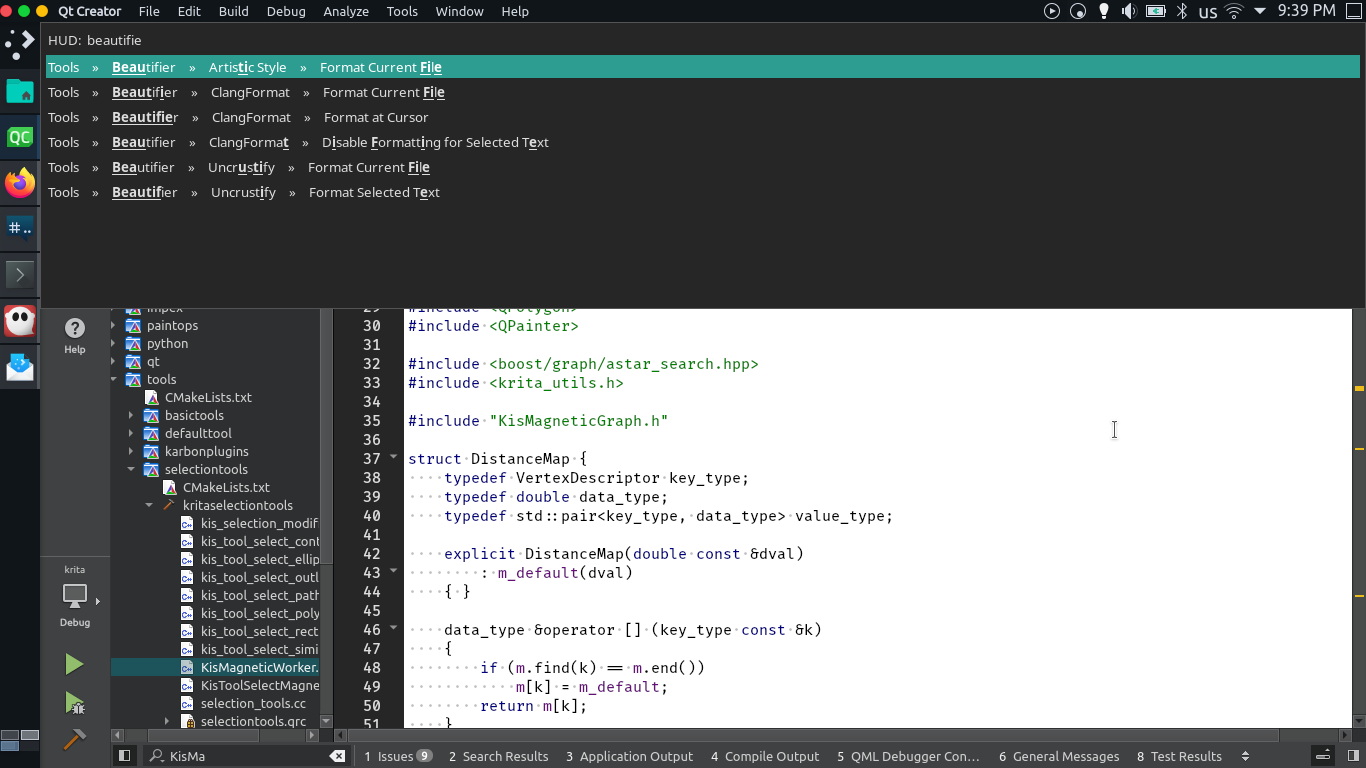 Qt Creator File Edit Build Debug Analyze Tools Window Help us 9:39 PM
HUD: beautifie
Tools » Beautifier » Artistic Style » Format Current File
Tools » Beautifier » ClangFormat » Format Current File
Tools » Beautifier » ClangFormat » Format at Cursor
Tools » Beautifier » ClangFormat » Disable Formatting for Selected Text
Tools » Beautifier » Uncrustify » Format Current File
Tools » Beautifier » Uncrustify » Format Selected Text
QC
#..
Help
krita
Debug
impex
paintops
python
qt
tools
CMakeLists.txt
basictools
defaulttool
karbonplugins
selectiontools
CMakeLists.txt
kritaselectiontools
kis_selection_modif
kis_tool_select_cont
kis_tool_select_ellip
kis_tool_select_outl
kis_tool_select_path
kis_tool_select_poly
kis_tool_select_rect
kis_tool_select_simi
KisMagneticWorker.
KisToolSelectMagne
selection_tools.cc
selectiontools.qrc
29 #include <QPolygon>
30 #include <QPainter>
31
32 #include <boost/graph/astar_search.hpp>
33 #include <krita_utils.h>
34
35 #include "KisMagneticGraph.h"
36
37 struct DistanceMap {
38 typedef VertexDescriptor key_type;
39 typedef double data_type;
40 typedef std::pair<key_type, data_type> value_type;
41
42 explicit DistanceMap(double const &dval)
43 : m_default(dval)
44 { }
45
46 data_type &operator [] (key_type const &k)
47 {
48 if (m.find(k) == m.end())
49 m[k] = m_default;
50 return m[k];
51 }
KisMa
1 Issues 9 2 Search Results 3 Application Output 4 Compile Output 5 QML Debugger Con... 6 General Messages 8 Test Results